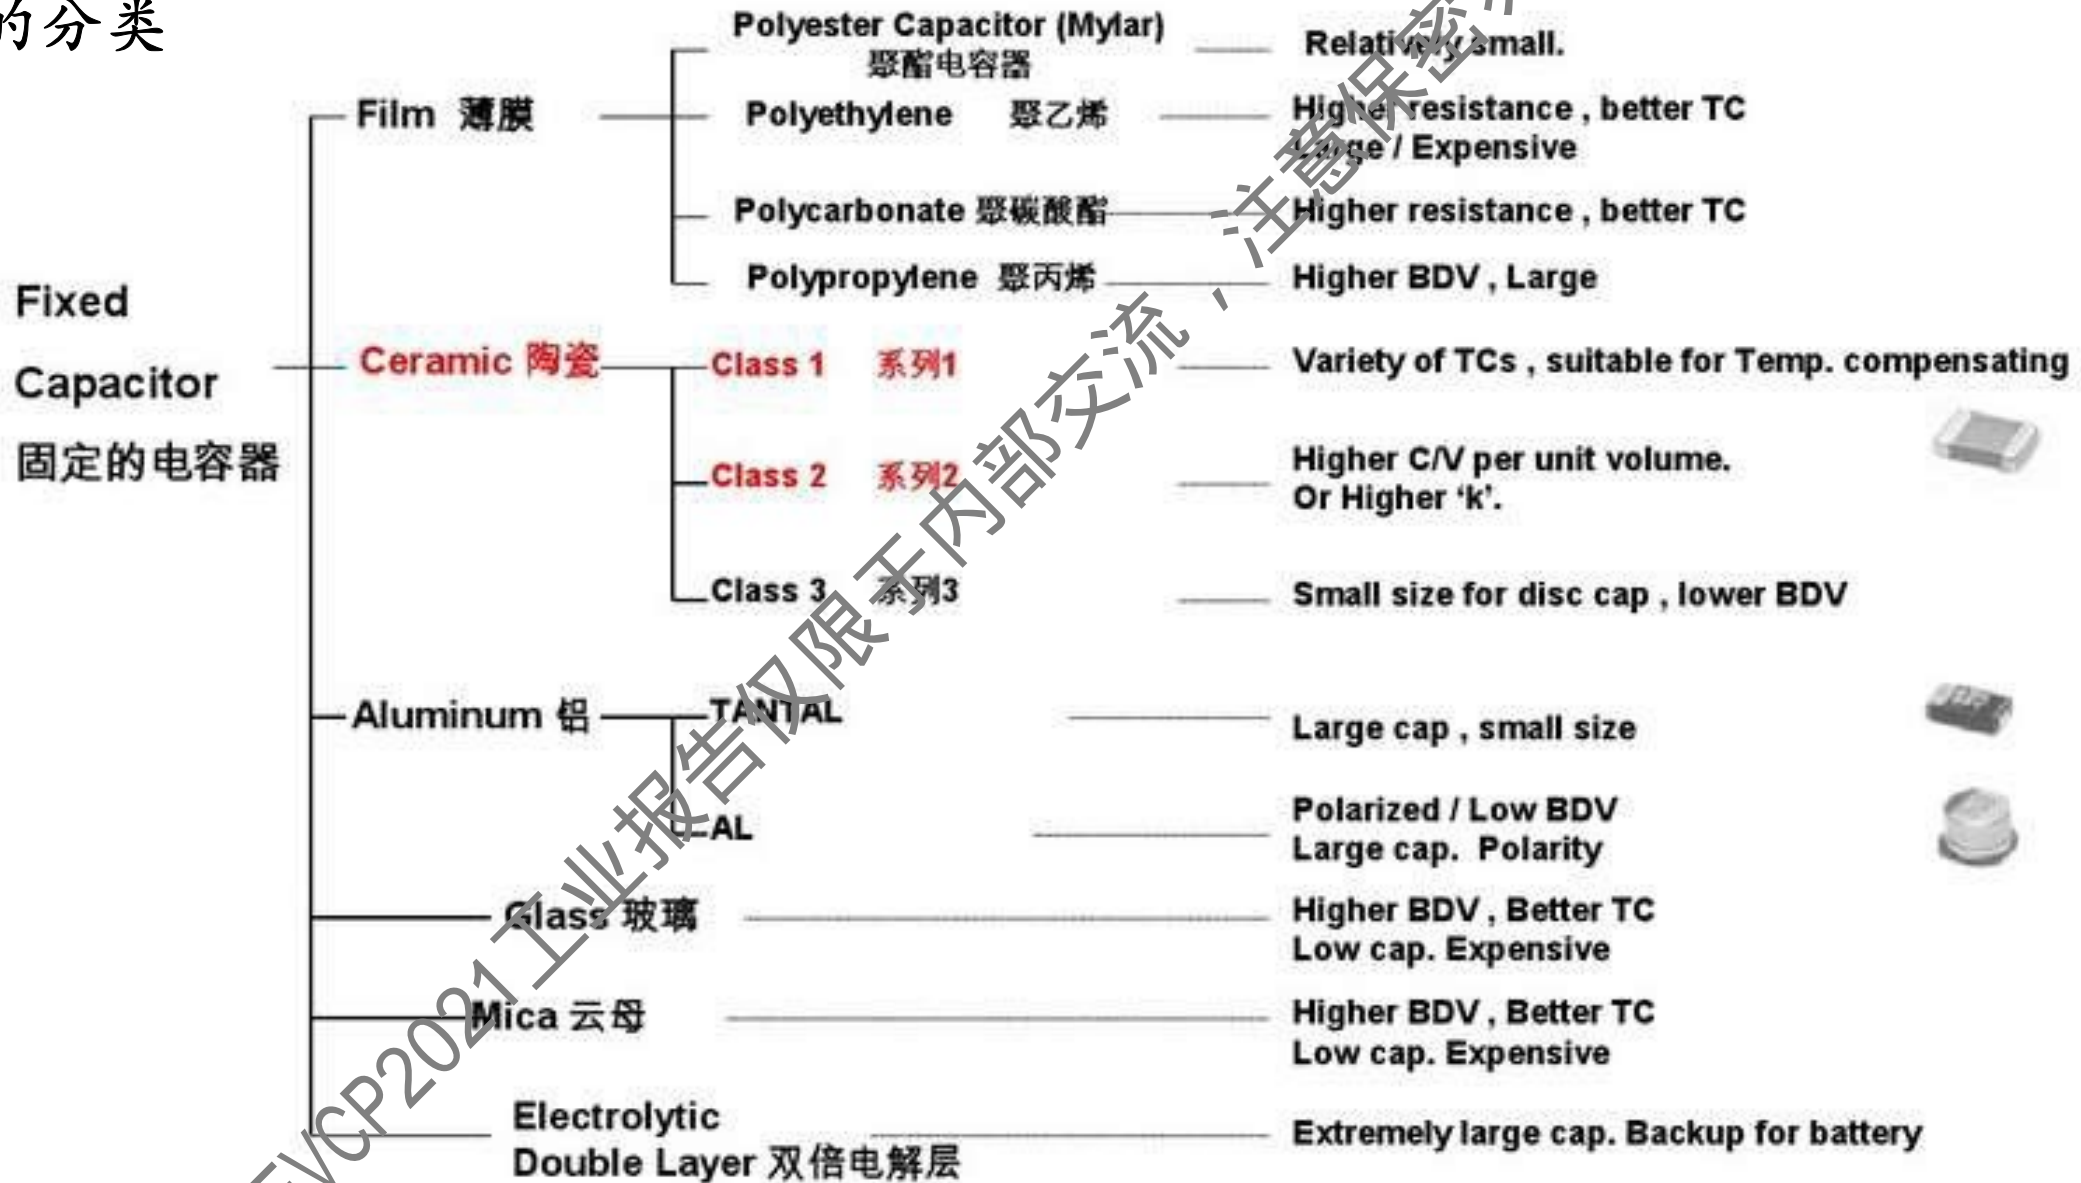 的分类
Polyester Capacitor (Mylar)
聚酯电容器
Relatively small.
Film 薄膜
Polyethylene 聚乙烯
Higher resistance , better TC
Large / Expensive
Polycarbonate 聚碳酸酯
Higher resistance , better TC
Polypropylene 聚丙烯
Higher BDV , Large
Fixed
Capacitor
固定的电容器
Ceramic 陶瓷
Class 1 系列1
Variety of TCs , suitable for Temp. compensating
Class 2 系列2
Higher C/V per unit volume.
Or Higher ‘k’.
Class 3 系列3
Small size for disc cap , lower BDV
Aluminum 铝
TANTAL
Large cap , small size
AL
Polarized / Low BDV
Large cap. Polarity
Glass 玻璃
Higher BDV , Better TC
Low cap. Expensive
Mica 云母
Higher BDV , Better TC
Low cap. Expensive
Electrolytic
Double Layer 双倍电解层
Extremely large cap. Backup for battery
EVCP2021工业报告仅限于内部交流，注意保密